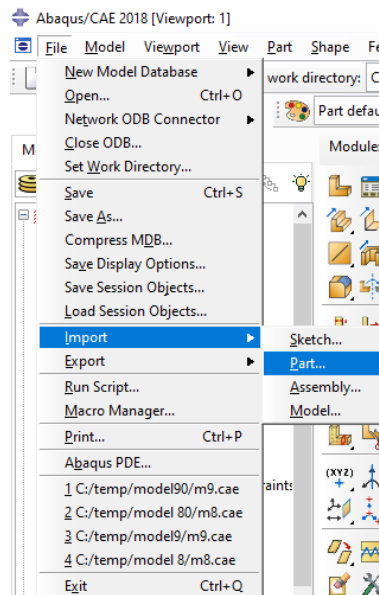 Abaqus/CAE 2018 [Viewport: 1]
File Model Viewport View Part Shape Fe
New Model Database
work directory: C
Open... Ctrl+O
Network ODB Connector
Part defau
Close ODB...
M
Module:
Set Work Directory...
Save Ctrl+S
Save As...
Compress MDB...
Save Display Options...
Save Session Objects...
Load Session Objects...
Import
Sketch...
Export
Part...
Run Script...
Assembly...
Macro Manager...
Model...
Print... Ctrl+P
Abaqus PDE...
(XYZ)
1 C:/temp/model90/m9.cae
raints
2 C:/temp/model 80/m8.cae
3 C:/temp/model9/m9.cae
4 C:/temp/model 8/m8.cae
Exit Ctrl+Q